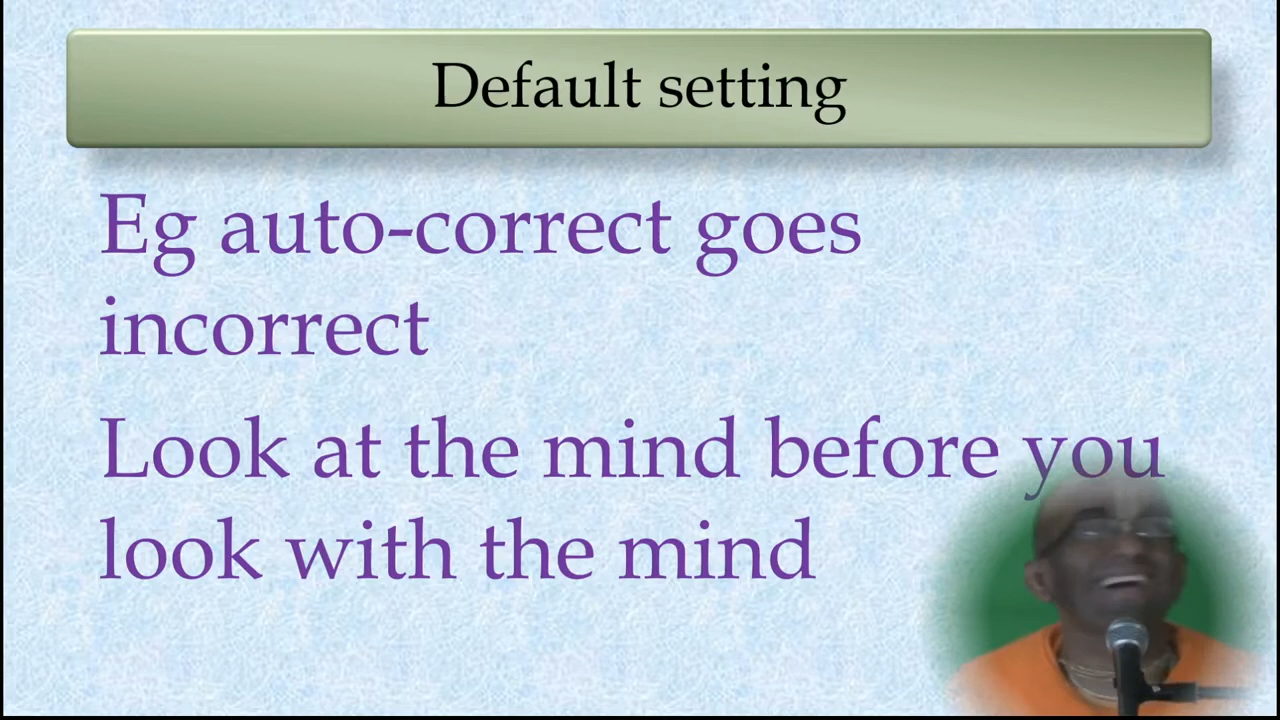 Default setting
Eg auto-correct goes
incorrect
Look at the mind before you
look with the mind